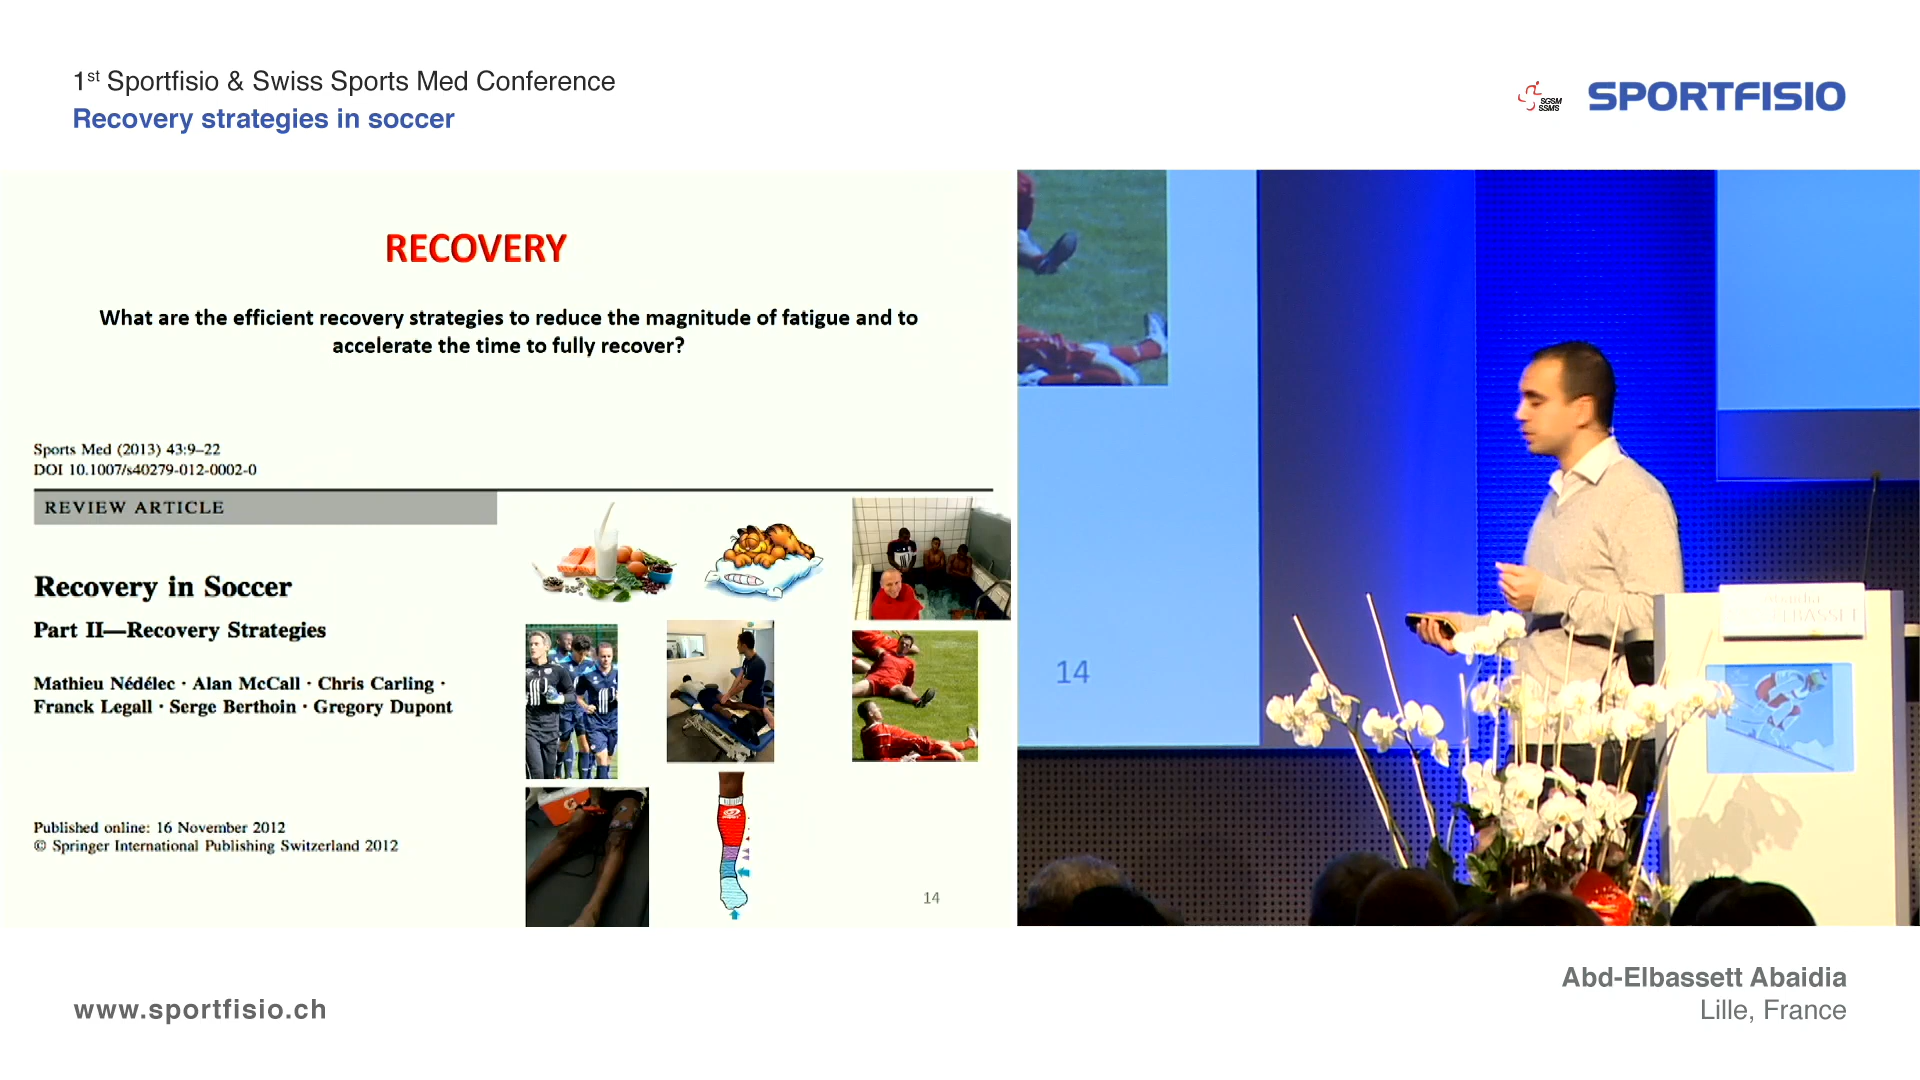 1st Sportfisio & Swiss Sports Med Conference
Recovery strategies in soccer
SGSM
SSMS
SPORTFISIO
RECOVERY
What are the efficient recovery strategies to reduce the magnitude of fatigue and to
accelerate the time to fully recover?
Sports Med (2013) 43:9–22
DOI 10.1007/s40279-012-0002-0
REVIEW ARTICLE
Recovery in Soccer
Part II—Recovery Strategies
Mathieu Nédélec · Alan McCall · Chris Carling ·
Franck Legall · Serge Berthoin · Gregory Dupont
Published online: 16 November 2012
© Springer International Publishing Switzerland 2012
14
14
Abaidia
Abd-Elbassett Abaidia
Lille, France
www.sportfisio.ch